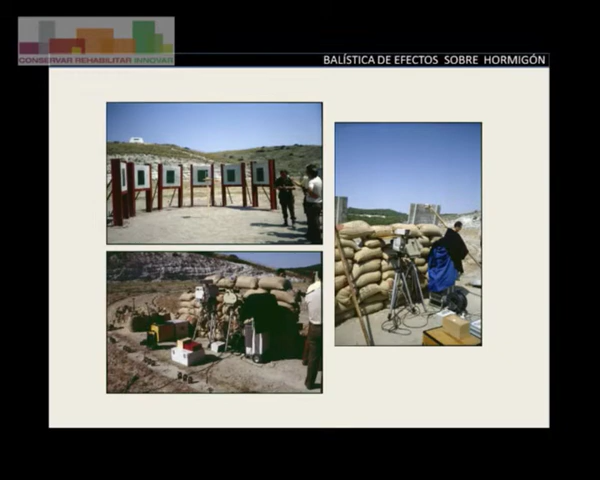 CONSERVAR REHABILITAR INNOVAR
BALÍSTICA DE EFECTOS SOBRE HORMIGÓN